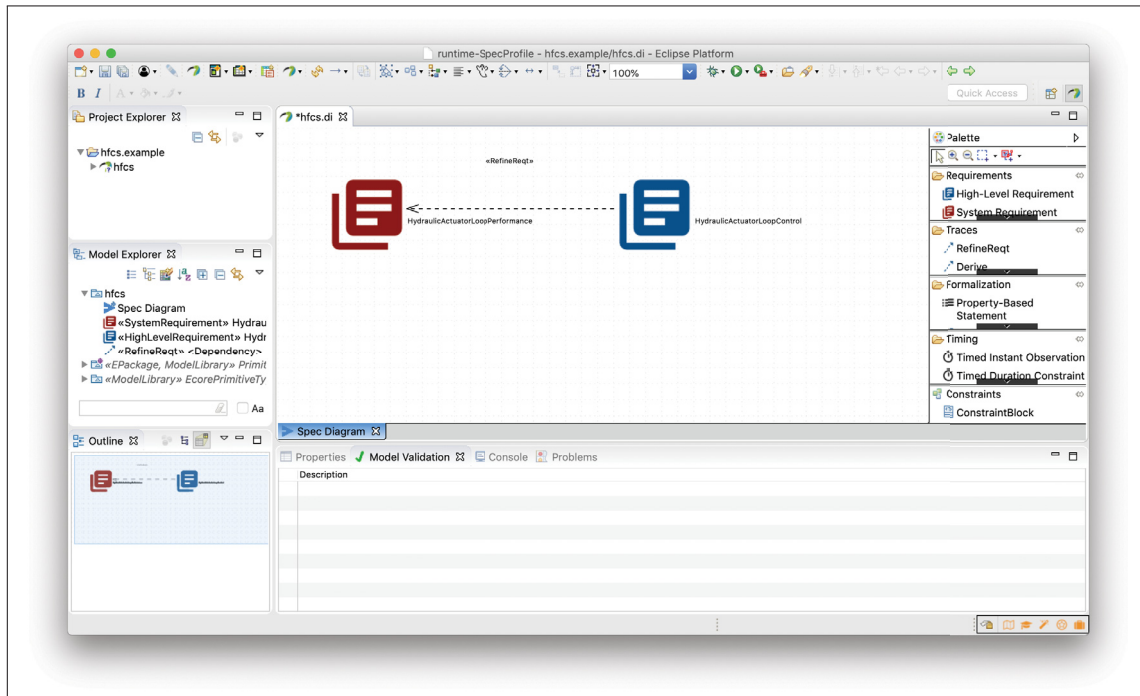 runtime-SpecProfile - hfcs.example/hfcs.di - Eclipse Platform
100%
B I A
Quick Access
Project Explorer
hfcs.example
hfcs
Model Explorer
hfcs
Spec Diagram
«SystemRequirement» Hydrau
«HighLevelRequirement» Hydr
«RefineReqt» <Dependency>
«EPackage, ModelLibrary» Primit
«ModelLibrary» EcorePrimitiveTy
Aa
Outline
*hfcs.di
«RefineReqt»
HydraulicActuatorLoopPerformance
HydraulicActuatorLoopControl
Palette
Requirements
High-Level Requirement
System Requirement
Traces
RefineReqt
Derive
Formalization
Property-Based
Statement
Timing
Timed Instant Observation
Timed Duration Constraint
Constraints
ConstraintBlock
Spec Diagram
Properties Model Validation Console Problems
Description